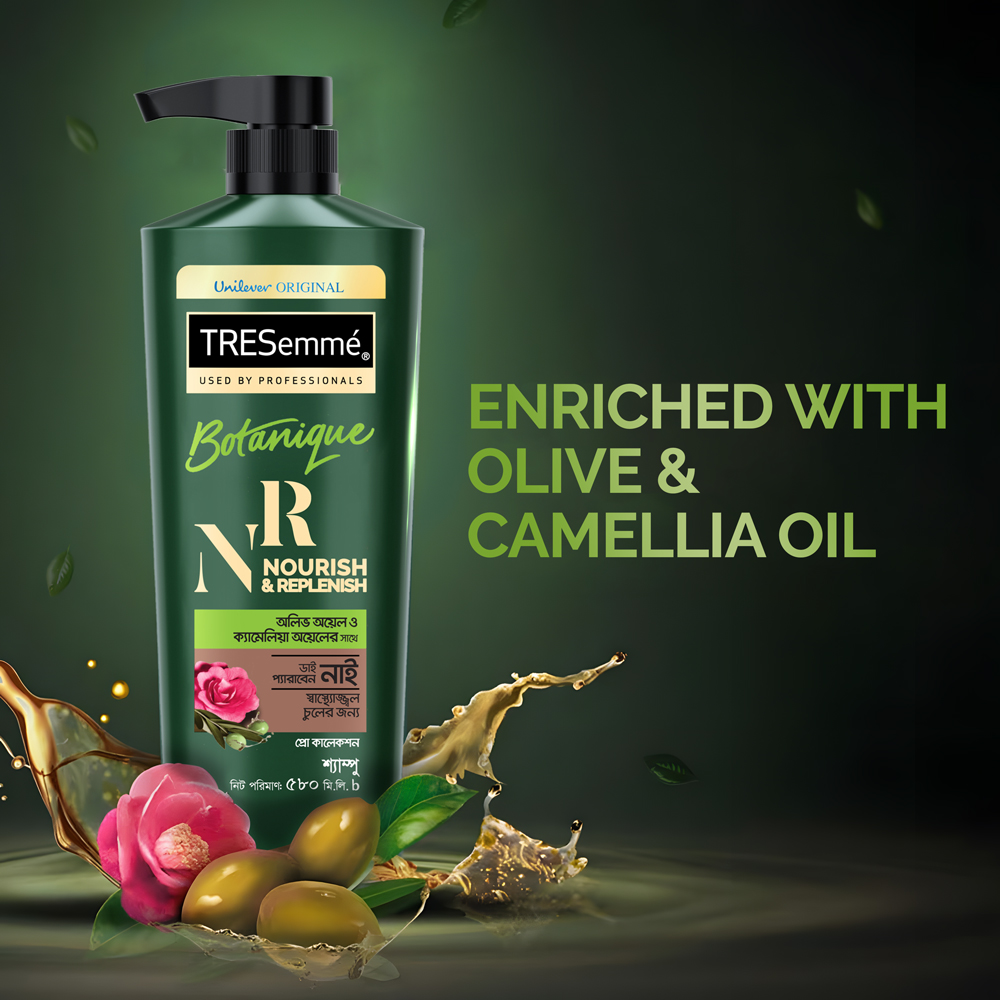 Unilever ORIGINAL
TRESemmé®
USED BY PROFESSIONALS
Botanique
NR
NOURISH
& REPLENISH
অলিভ অয়েল ও
ক্যামেলিয়া অয়েলের সাথে
ডাই
প্যারাবেন নাই
স্বাস্থ্যোজ্জ্বল
চুলের জন্য
প্রো কালেকশন
শ্যাম্পু
নিট পরিমাণ: ৫৮০ মি.লি. b
ENRICHED WITH
OLIVE &
CAMELLIA OIL